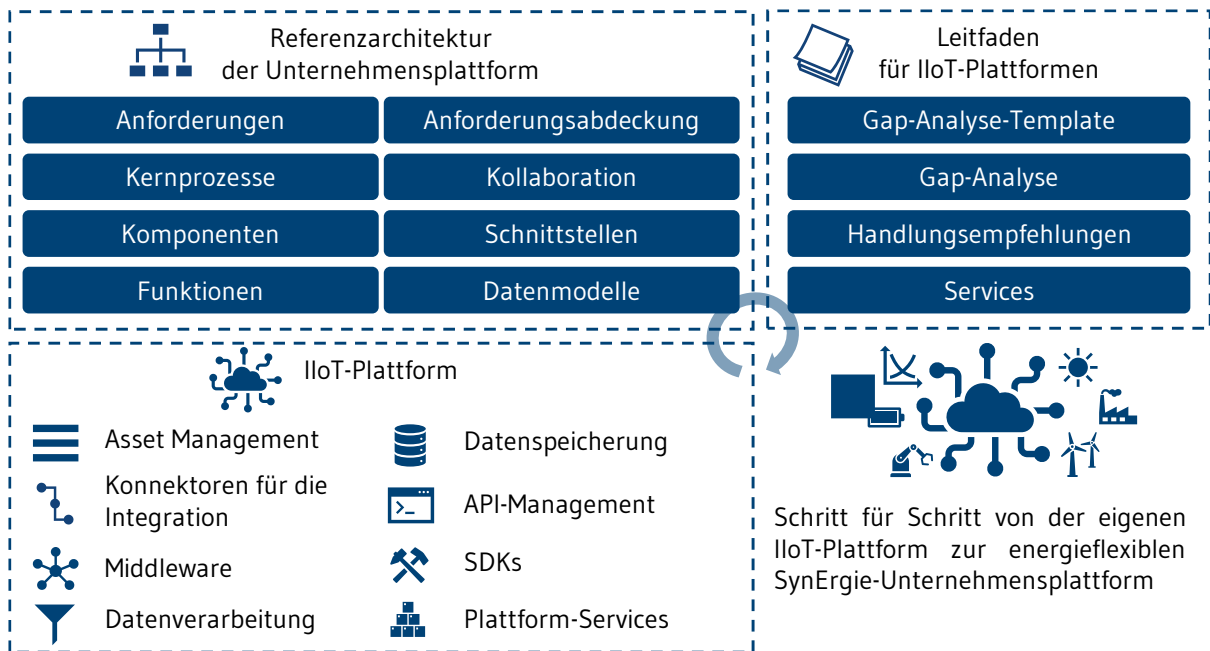 Referenzarchitektur
der Unternehmensplattform
Anforderungen
Anforderungsabdeckung
Kernprozesse
Kollaboration
Komponenten
Schnittstellen
Funktionen
Datenmodelle
Leitfaden
für IIoT-Plattformen
Gap-Analyse-Template
Gap-Analyse
Handlungsempfehlungen
Services
IIoT-Plattform
Asset Management
Datenspeicherung
Konnektoren für die
Integration
API-Management
Middleware
SDKs
Datenverarbeitung
Plattform-Services
Schritt für Schritt von der eigenen
IIoT-Plattform zur energieflexiblen
SynErgie-Unternehmensplattform